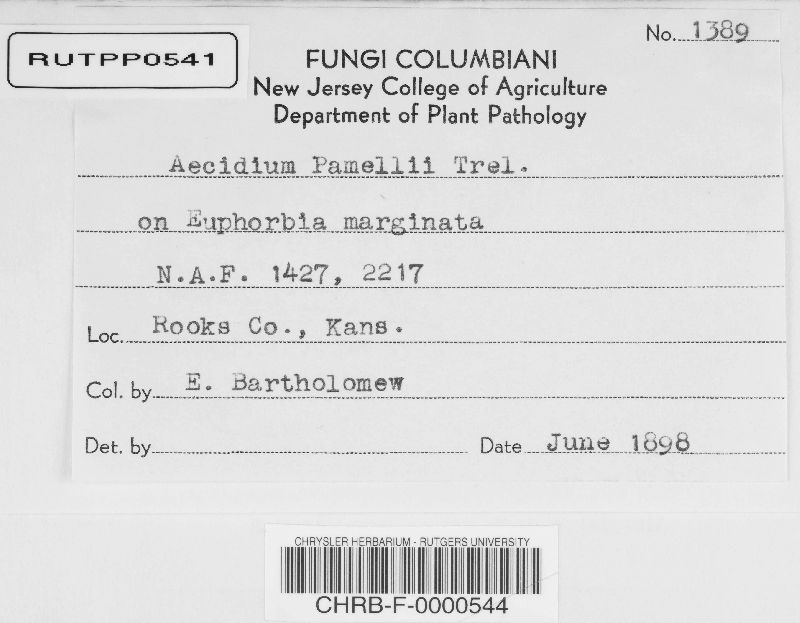 No. 1389
RUTPP0541
FUNGI COLUMBIANI
New Jersey College of Agriculture
Department of Plant Pathology
Aecidium Pamellii Trel.
on Euphorbia marginata
N.A.F. 1427, 2217
Loc. Rooks Co., Kans.
Col. by E. Bartholomew
Det. by Date June 1898
CHRYSLER HERBARIUM - RUTGERS UNIVERSITY
CHRB-F-0000544